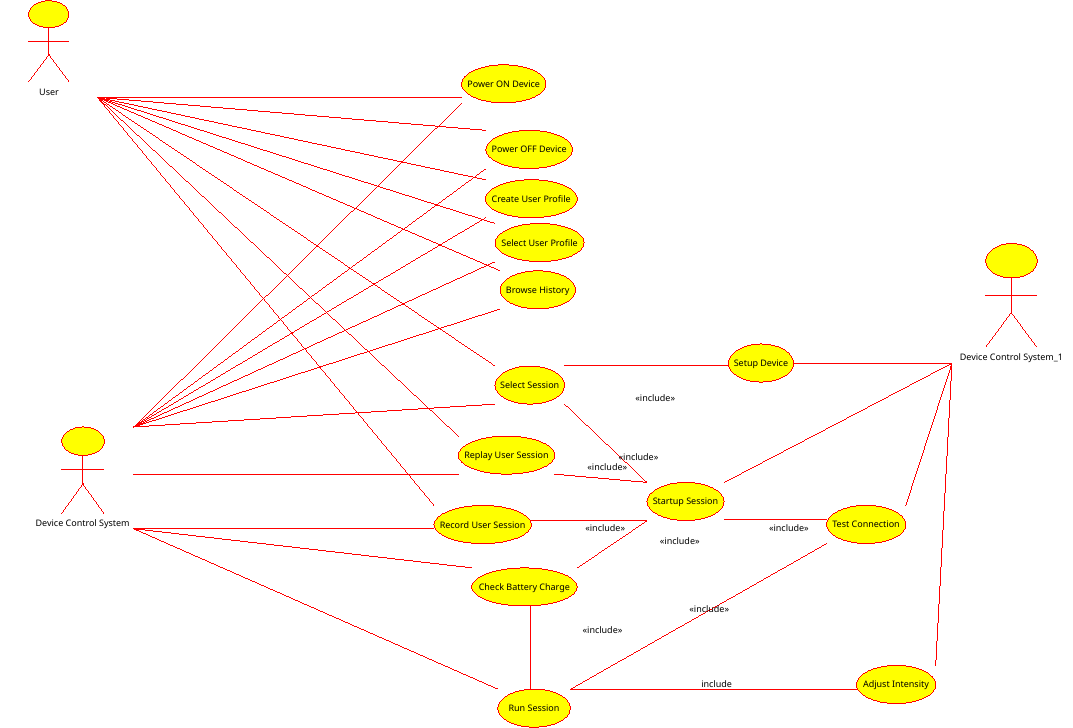 User
Power ON Device
Power OFF Device
Create User Profile
Select User Profile
Browse History
Device Control System_1
Setup Device
Select Session
«include»
Replay User Session
«include»
«include»
Startup Session
Device Control System
Record User Session
«include»
«include»
«include»
Test Connection
Check Battery Charge
«include»
«include»
Run Session
include
Adjust Intensity